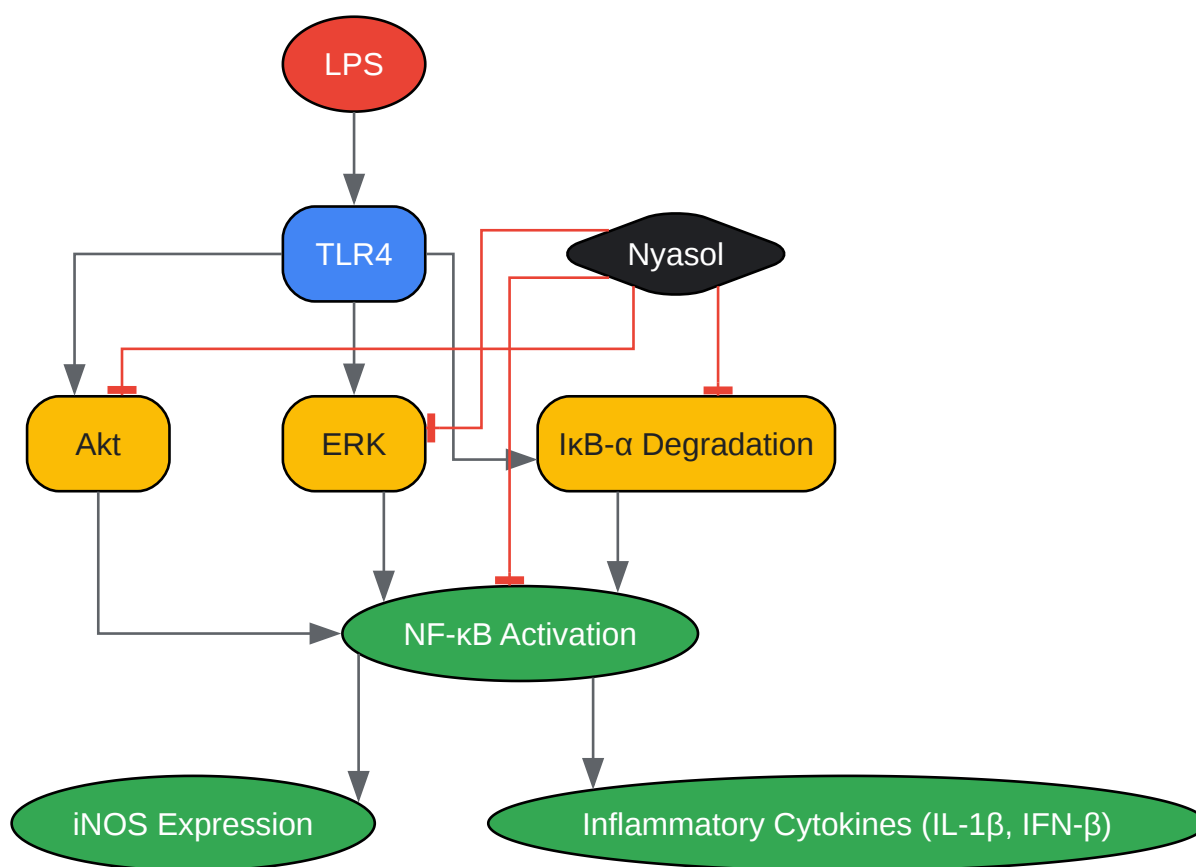 LPS
TLR4
Nyasol
Akt
ERK
IκB-α Degradation
NF-κB Activation
iNOS Expression
Inflammatory Cytokines (IL-1β, IFN-β)